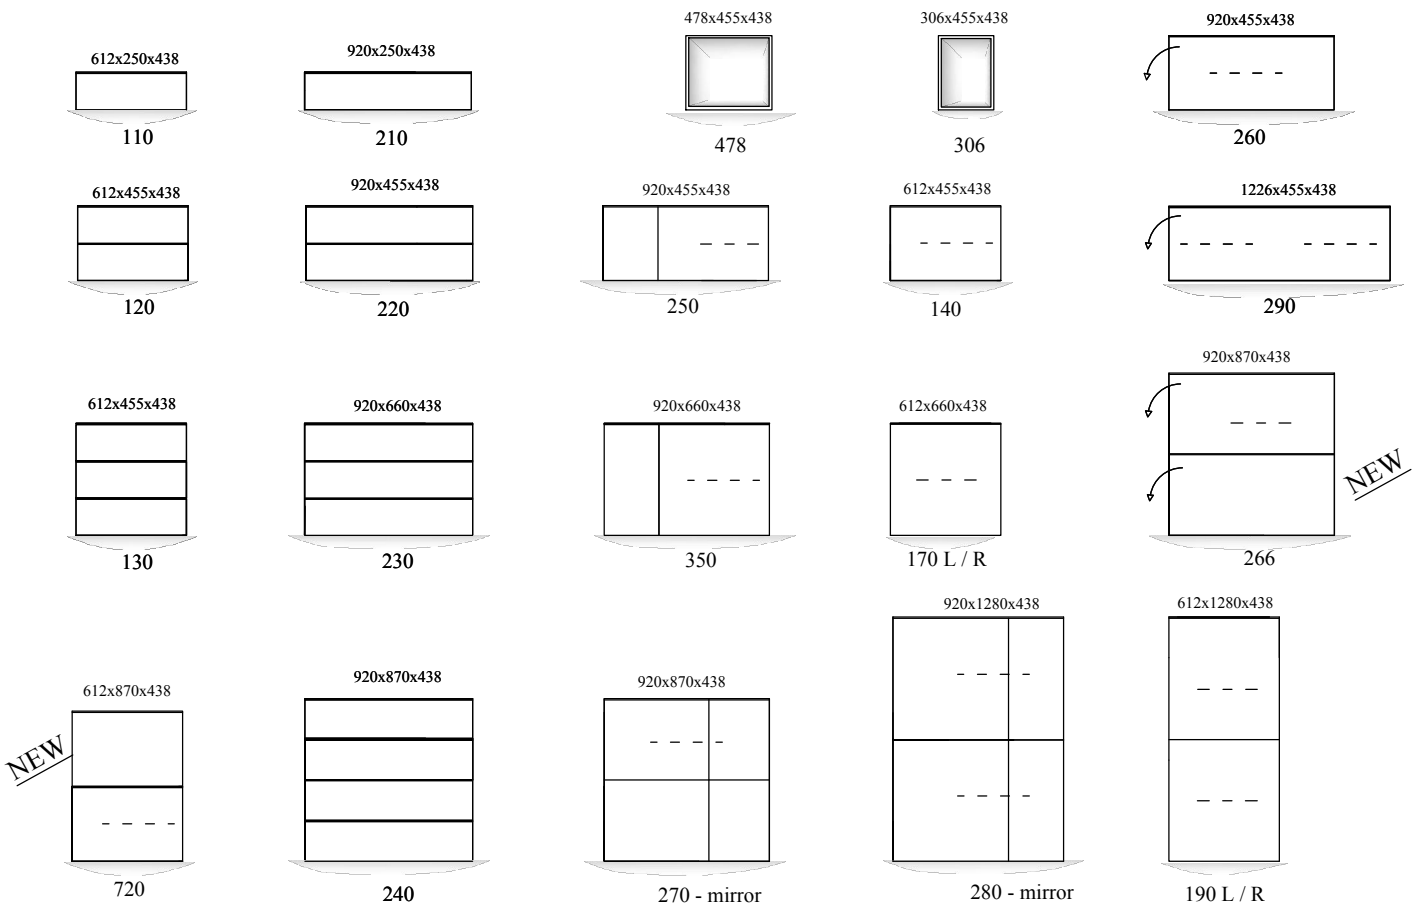 612x250x438
110
920x250x438
210
478x455x438
478
306x455x438
306
920x455x438
260
612x455x438
120
920x455x438
220
920x455x438
250
612x455x438
140
1226x455x438
290
612x455x438
130
920x660x438
230
920x660x438
350
612x660x438
170 L / R
920x870x438
NEW
266
612x870x438
NEW
720
920x870x438
240
920x870x438
270 - mirror
920x1280x438
280 - mirror
612x1280x438
190 L / R